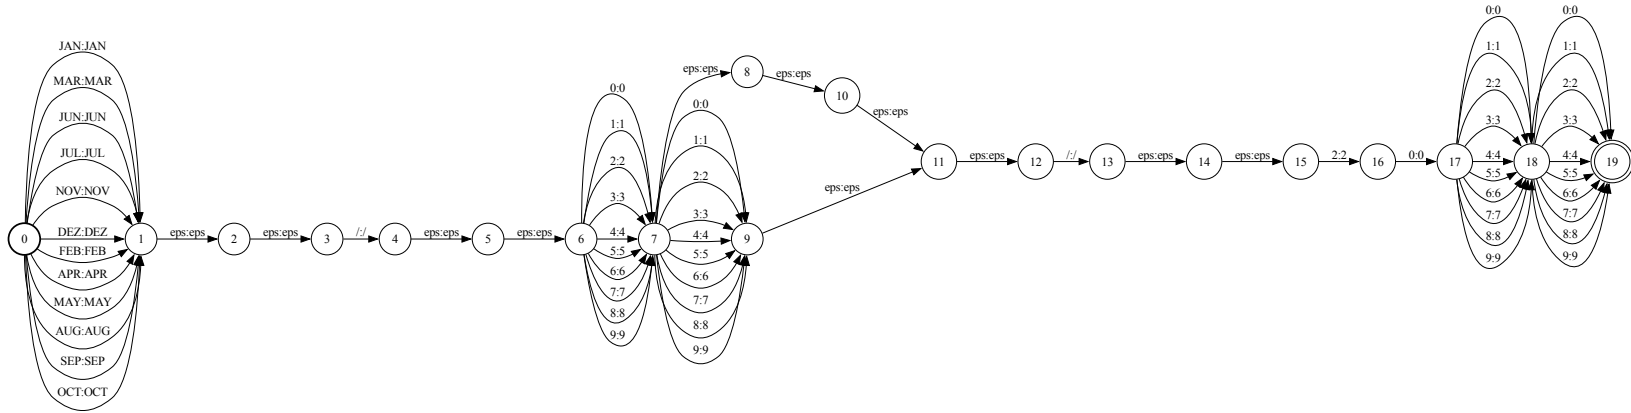 JAN:JAN
MAR:MAR
JUN:JUN
JUL:JUL
NOV:NOV
DEZ:DEZ
FEB:FEB
APR:APR
MAY:MAY
AUG:AUG
SEP:SEP
OCT:OCT
0
1
eps:eps
2
eps:eps
3
/:/
4
eps:eps
5
eps:eps
6
0:0
1:1
2:2
3:3
4:4
5:5
6:6
7:7
8:8
9:9
7
eps:eps
8
eps:eps
10
eps:eps
0:0
1:1
2:2
3:3
4:4
5:5
6:6
7:7
8:8
9:9
9
eps:eps
11
eps:eps
12
/:/
13
eps:eps
14
eps:eps
15
2:2
16
0:0
17
0:0
1:1
2:2
3:3
4:4
5:5
6:6
7:7
8:8
9:9
18
0:0
1:1
2:2
3:3
4:4
5:5
6:6
7:7
8:8
9:9
19